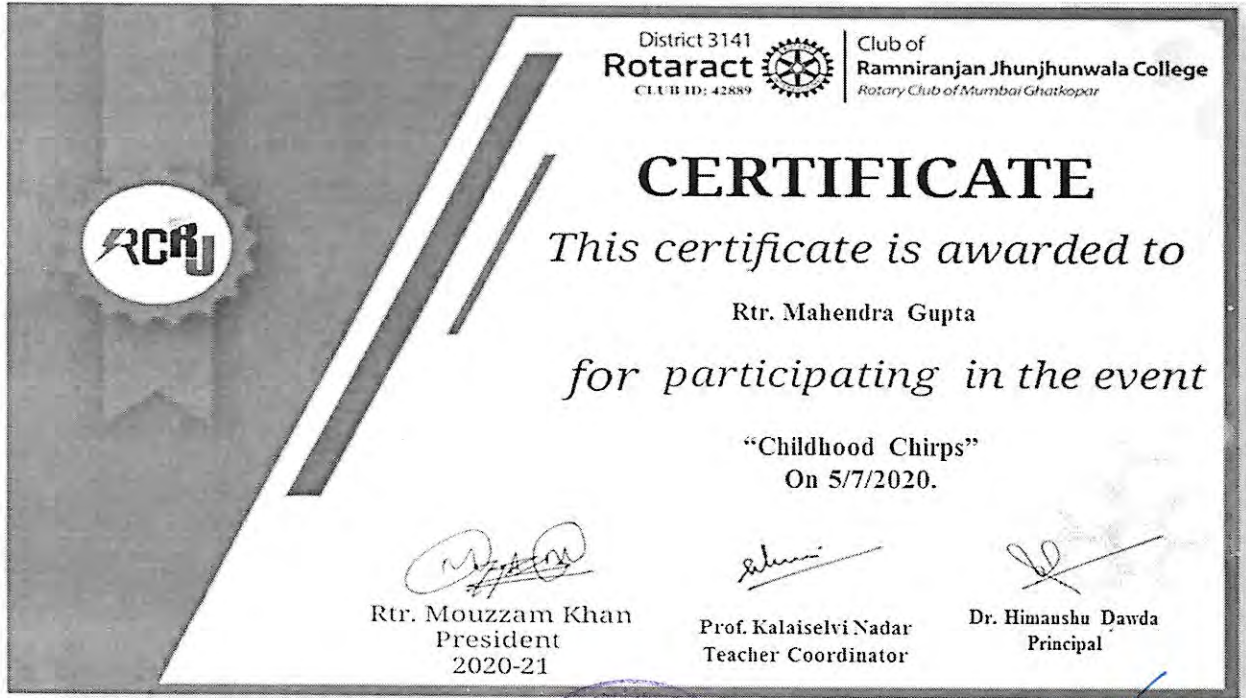 District 3141
Rotaract
CLUB ID: 42889
Club of
Ramniranjan Jhunjhunwala College
Rotary Club of Mumbai Ghatkopar
RCRJ
CERTIFICATE
This certificate is awarded to
Rtr. Mahendra Gupta
for participating in the event
“Childhood Chirps”
On 5/7/2020.
Rtr. Mouzzam Khan
President
2020-21
Prof. Kalaiselvi Nadar
Teacher Coordinator
Dr. Himanshu Dawda
Principal